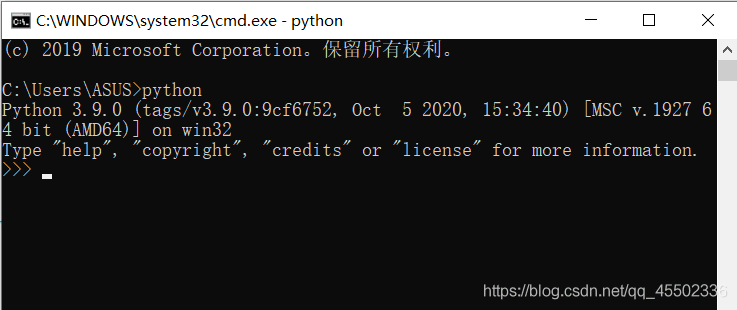 C:\WINDOWS\system32\cmd.exe - python
(c) 2019 Microsoft Corporation。保留所有权利。
C:\Users\ASUS>python
Python 3.9.0 (tags/v3.9.0:9cf6752, Oct  5 2020, 15:34:40) [MSC v.1927 6
4 bit (AMD64)] on win32
Type "help", "copyright", "credits" or "license" for more information.
>>>
https://blog.csdn.net/qq_45502336